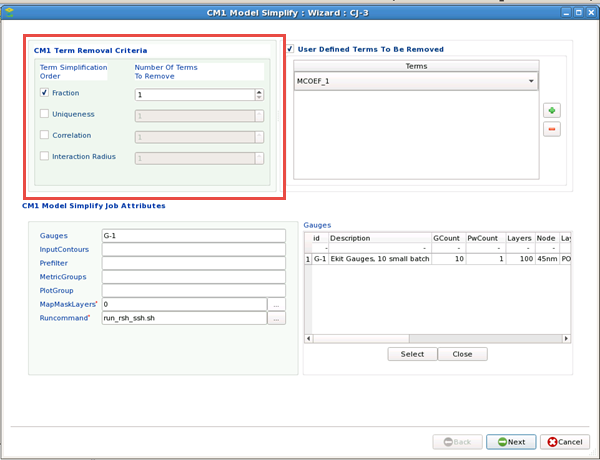 CM1 Model Simplify : Wizard : CJ-3
CM1 Term Removal Criteria
Term Simplification Order
Number Of Terms To Remove
Fraction
1
Uniqueness
1
Correlation
1
Interaction Radius
1
User Defined Terms To Be Removed
Terms
MCOEF_1
CM1 Model Simplify Job Attributes
Gauges
G-1
InputContours
Prefilter
MetricGroups
PlotGroup
MapMaskLayers*
0
...
Runcommand*
run_rsh_ssh.sh
...
Gauges
id Description GCount PwCount Layers Node Lay
- - - - - -
1 G-1 Ekit Gauges, 10 small batch 10 1 100 45nm PO
Select Close
Back Next Cancel